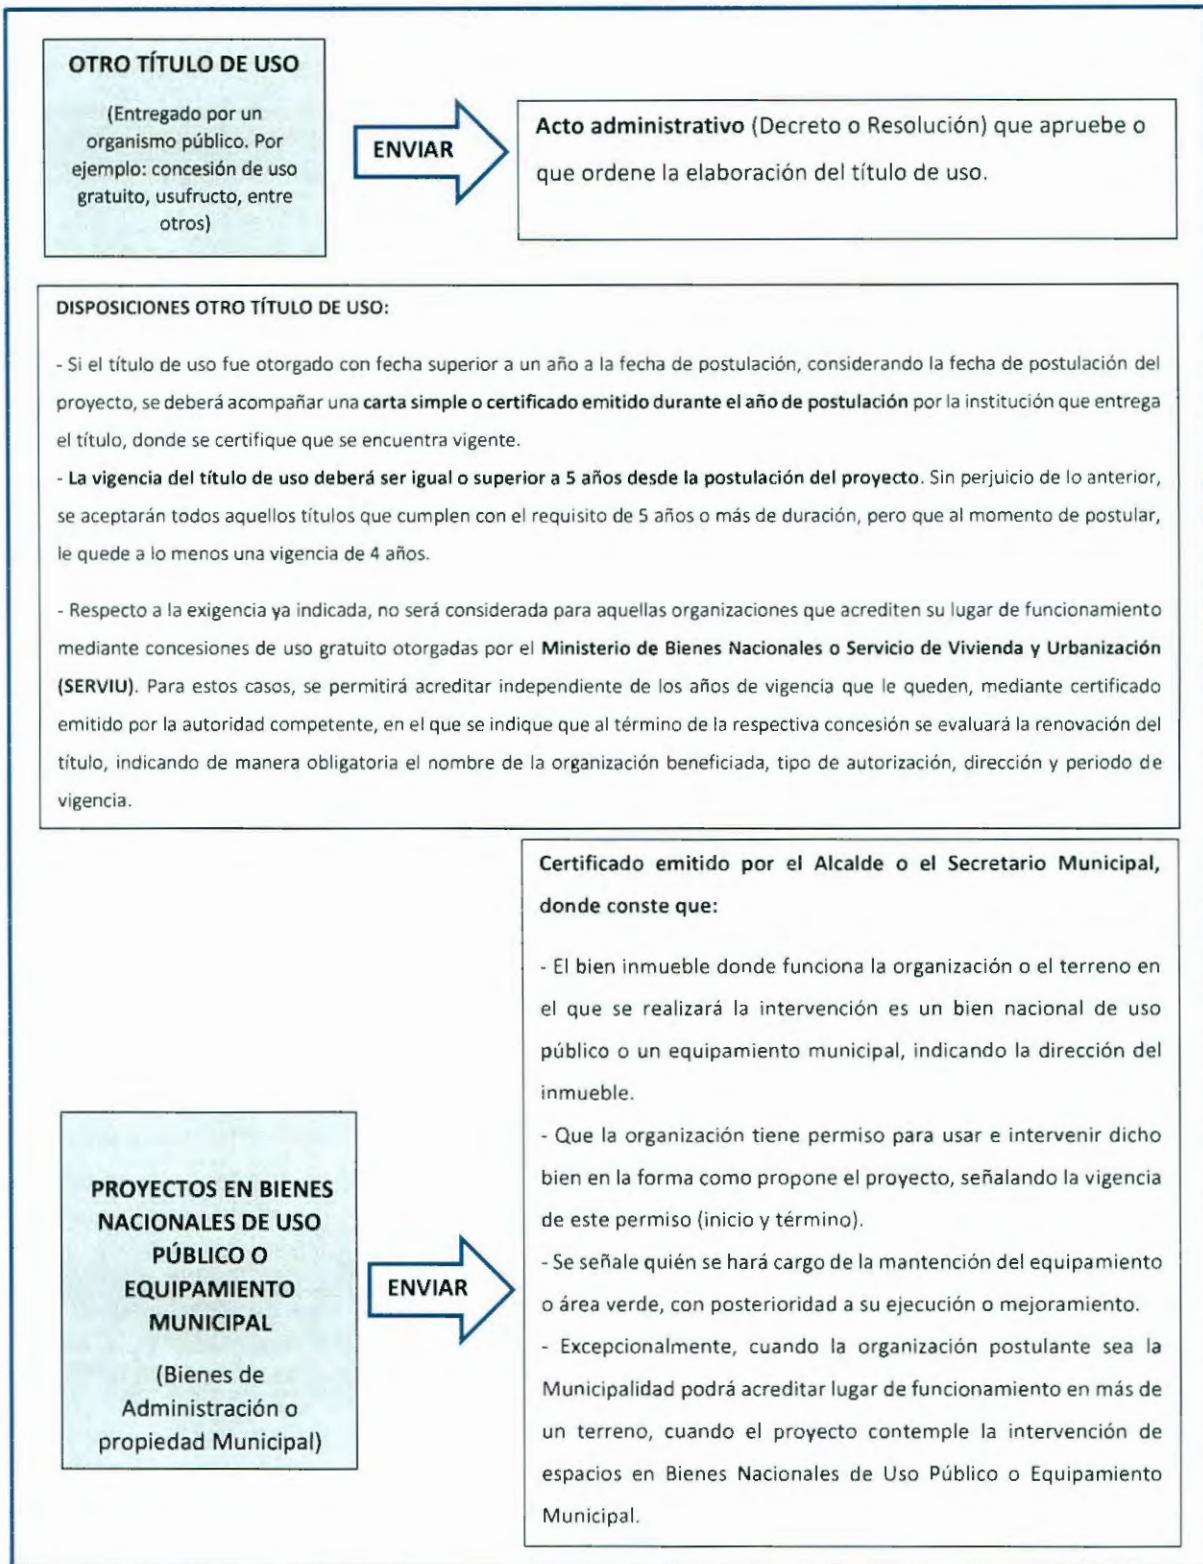 OTRO TÍTULO DE USO
(Entregado por un
organismo público. Por
ejemplo: concesión de uso
gratuito, usufructo, entre
otros)
ENVIAR
Acto administrativo (Decreto o Resolución) que apruebe o
que ordene la elaboración del título de uso.
DISPOSICIONES OTRO TÍTULO DE USO:
- Si el título de uso fue otorgado con fecha superior a un año a la fecha de postulación, considerando la fecha de postulación del
proyecto, se deberá acompañar una carta simple o certificado emitido durante el año de postulación por la institución que entrega
el título, donde se certifique que se encuentra vigente.
- La vigencia del título de uso deberá ser igual o superior a 5 años desde la postulación del proyecto. Sin perjuicio de lo anterior,
se aceptarán todos aquellos títulos que cumplen con el requisito de 5 años o más de duración, pero que al momento de postular,
le quede a lo menos una vigencia de 4 años.
- Respecto a la exigencia ya indicada, no será considerada para aquellas organizaciones que acrediten su lugar de funcionamiento
mediante concesiones de uso gratuito otorgadas por el Ministerio de Bienes Nacionales o Servicio de Vivienda y Urbanización
(SERVIU). Para estos casos, se permitirá acreditar independiente de los años de vigencia que le queden, mediante certificado
emitido por la autoridad competente, en el que se indique que al término de la respectiva concesión se evaluará la renovación del
título, indicando de manera obligatoria el nombre de la organización beneficiada, tipo de autorización, dirección y periodo de
vigencia.
PROYECTOS EN BIENES
NACIONALES DE USO
PÚBLICO O
EQUIPAMIENTO
MUNICIPAL
(Bienes de
Administración o
propiedad Municipal)
ENVIAR
Certificado emitido por el Alcalde o el Secretario Municipal,
donde conste que:
- El bien inmueble donde funciona la organización o el terreno en
el que se realizará la intervención es un bien nacional de uso
público o un equipamiento municipal, indicando la dirección del
inmueble.
- Que la organización tiene permiso para usar e intervenir dicho
bien en la forma como propone el proyecto, señalando la vigencia
de este permiso (inicio y término).
- Se señale quién se hará cargo de la mantención del equipamiento
o área verde, con posterioridad a su ejecución o mejoramiento.
- Excepcionalmente, cuando la organización postulante sea la
Municipalidad podrá acreditar lugar de funcionamiento en más de
un terreno, cuando el proyecto contemple la intervención de
espacios en Bienes Nacionales de Uso Público o Equipamiento
Municipal.